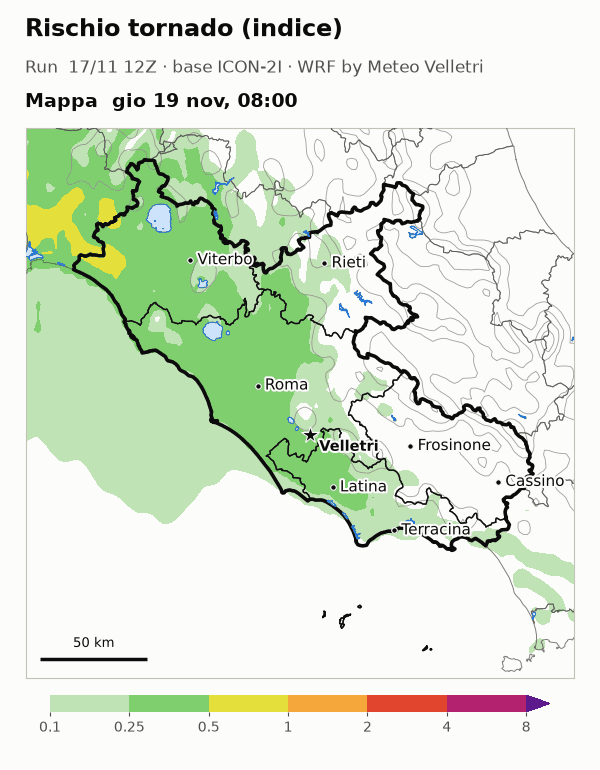 Rischio tornado (indice)
Run  17/11 12Z · base ICON-2I · WRF by Meteo Velletri
Mappa  gio 19 nov, 08:00
Viterbo
Rieti
Roma
Velletri
Frosinone
Latina
Cassino
Terracina
50 km
0.1 0.25 0.5 1 2 4 8